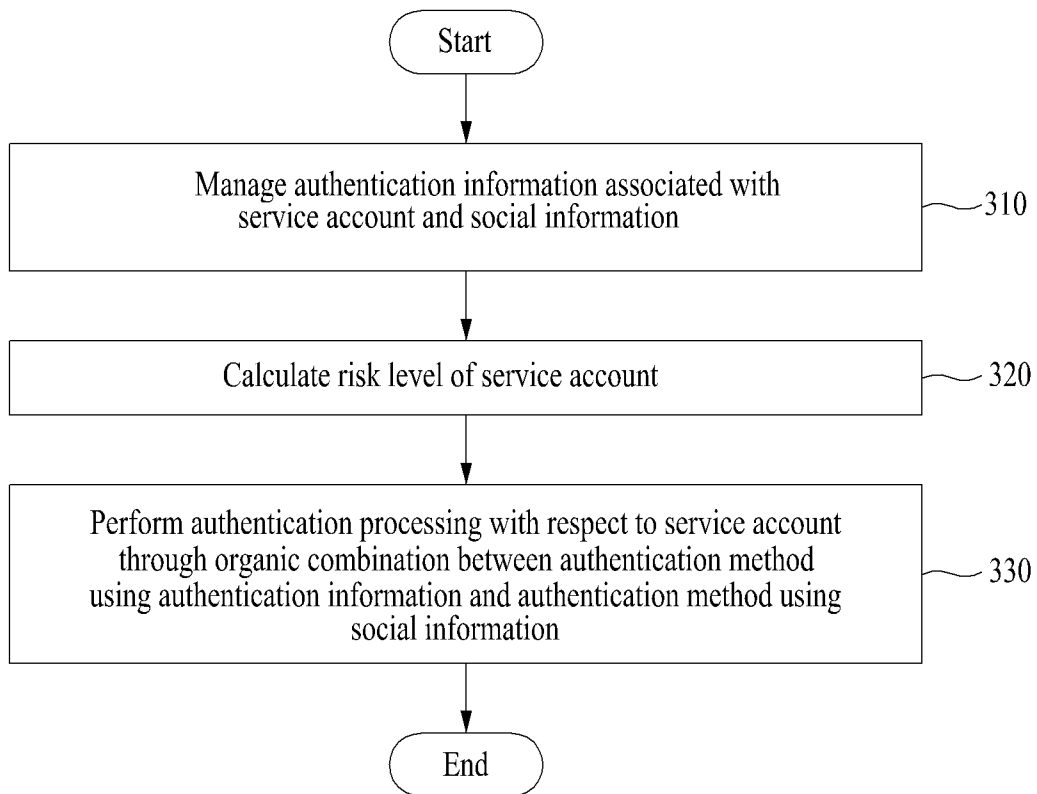 Start
Manage authentication information associated with
service account and social information
310
Calculate risk level of service account
320
Perform authentication processing with respect to service account
through organic combination between authentication method
using authentication information and authentication method using
social information
330
End